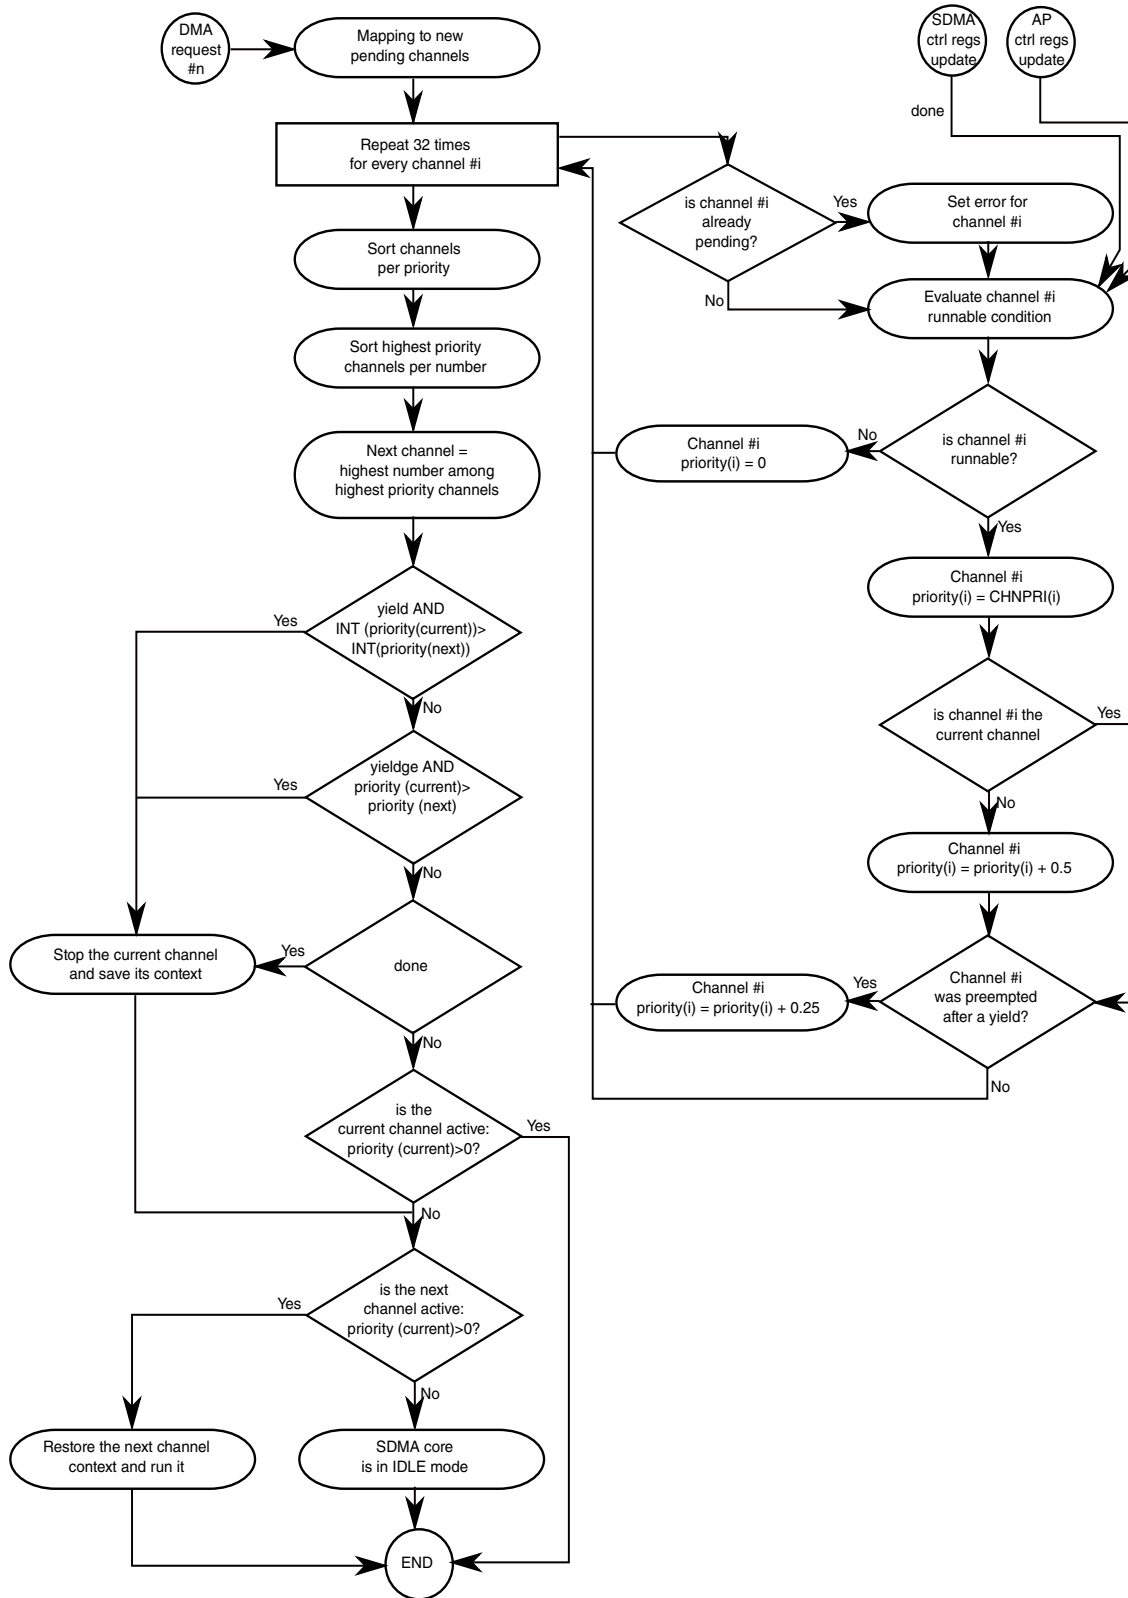 DMA
request
#n
Mapping to new
pending channels
SDMA
ctrl regs
update
AP
ctrl regs
update
done
Repeat 32 times
for every channel #i
is channel #i
already
pending?
Yes
No
Set error for
channel #i
Sort channels
per priority
Evaluate channel #i
runnable condition
Sort highest priority
channels per number
is channel #i
runnable?
No
Yes
Channel #i
priority(i) = 0
Next channel =
highest number among
highest priority channels
Channel #i
priority(i) = CHNPRI(i)
yield AND
INT (priority(current))>
INT(priority(next))
Yes
No
is channel #i the
current channel
Yes
No
yieldge AND
priority (current)>
priority (next)
Yes
No
Channel #i
priority(i) = priority(i) + 0.5
Stop the current channel
and save its context
Yes
done
No
Channel #i
priority(i) = priority(i) + 0.25
Yes
Channel #i
was preempted
after a yield?
No
is the
current channel active:
priority (current)>0?
Yes
No
is the next
channel active:
priority (current)>0?
Yes
No
Restore the next channel
context and run it
SDMA core
is in IDLE mode
END